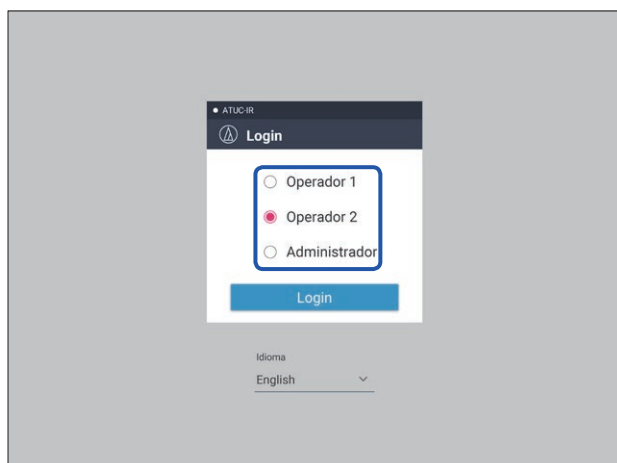 ATUC-IR
Login
Operador 1
Operador 2
Administrador
Login
Idioma
English